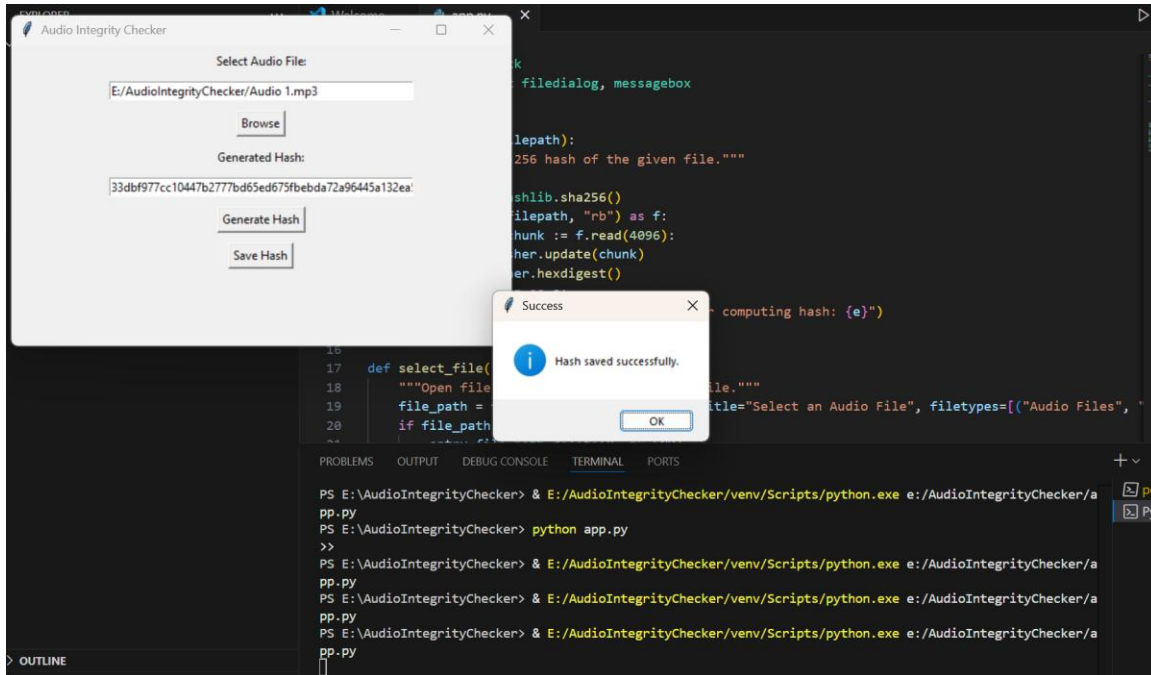 Audio Integrity Checker
Select Audio File:
E:/AudioIntegrityChecker/Audio 1.mp3
Browse
Generated Hash:
33dbf977cc10447b2777bd65ed675fbebda72a96445a132ea
Generate Hash
Save Hash
EXPLORER
Welcome
app.py
filedialog, messagebox
lepath):
256 hash of the given file."""
shlib.sha256()
filepath, "rb") as f:
chunk := f.read(4096):
her.update(chunk)
er.hexdigest()
computing hash: {e}")
Success
Hash saved successfully.
OK
16
17 def select_file(
18 """Open file ile."""
19 file_path = itle="Select an Audio File", filetypes=[("Audio Files", "
20 if file_path
PROBLEMS OUTPUT DEBUG CONSOLE TERMINAL PORTS
PS E:\AudioIntegrityChecker> & E:/AudioIntegrityChecker/venv/Scripts/python.exe e:/AudioIntegrityChecker/a
pp.py
PS E:\AudioIntegrityChecker> python app.py
>>
PS E:\AudioIntegrityChecker> & E:/AudioIntegrityChecker/venv/Scripts/python.exe e:/AudioIntegrityChecker/a
pp.py
PS E:\AudioIntegrityChecker> & E:/AudioIntegrityChecker/venv/Scripts/python.exe e:/AudioIntegrityChecker/a
pp.py
PS E:\AudioIntegrityChecker> & E:/AudioIntegrityChecker/venv/Scripts/python.exe e:/AudioIntegrityChecker/a
pp.py
OUTLINE